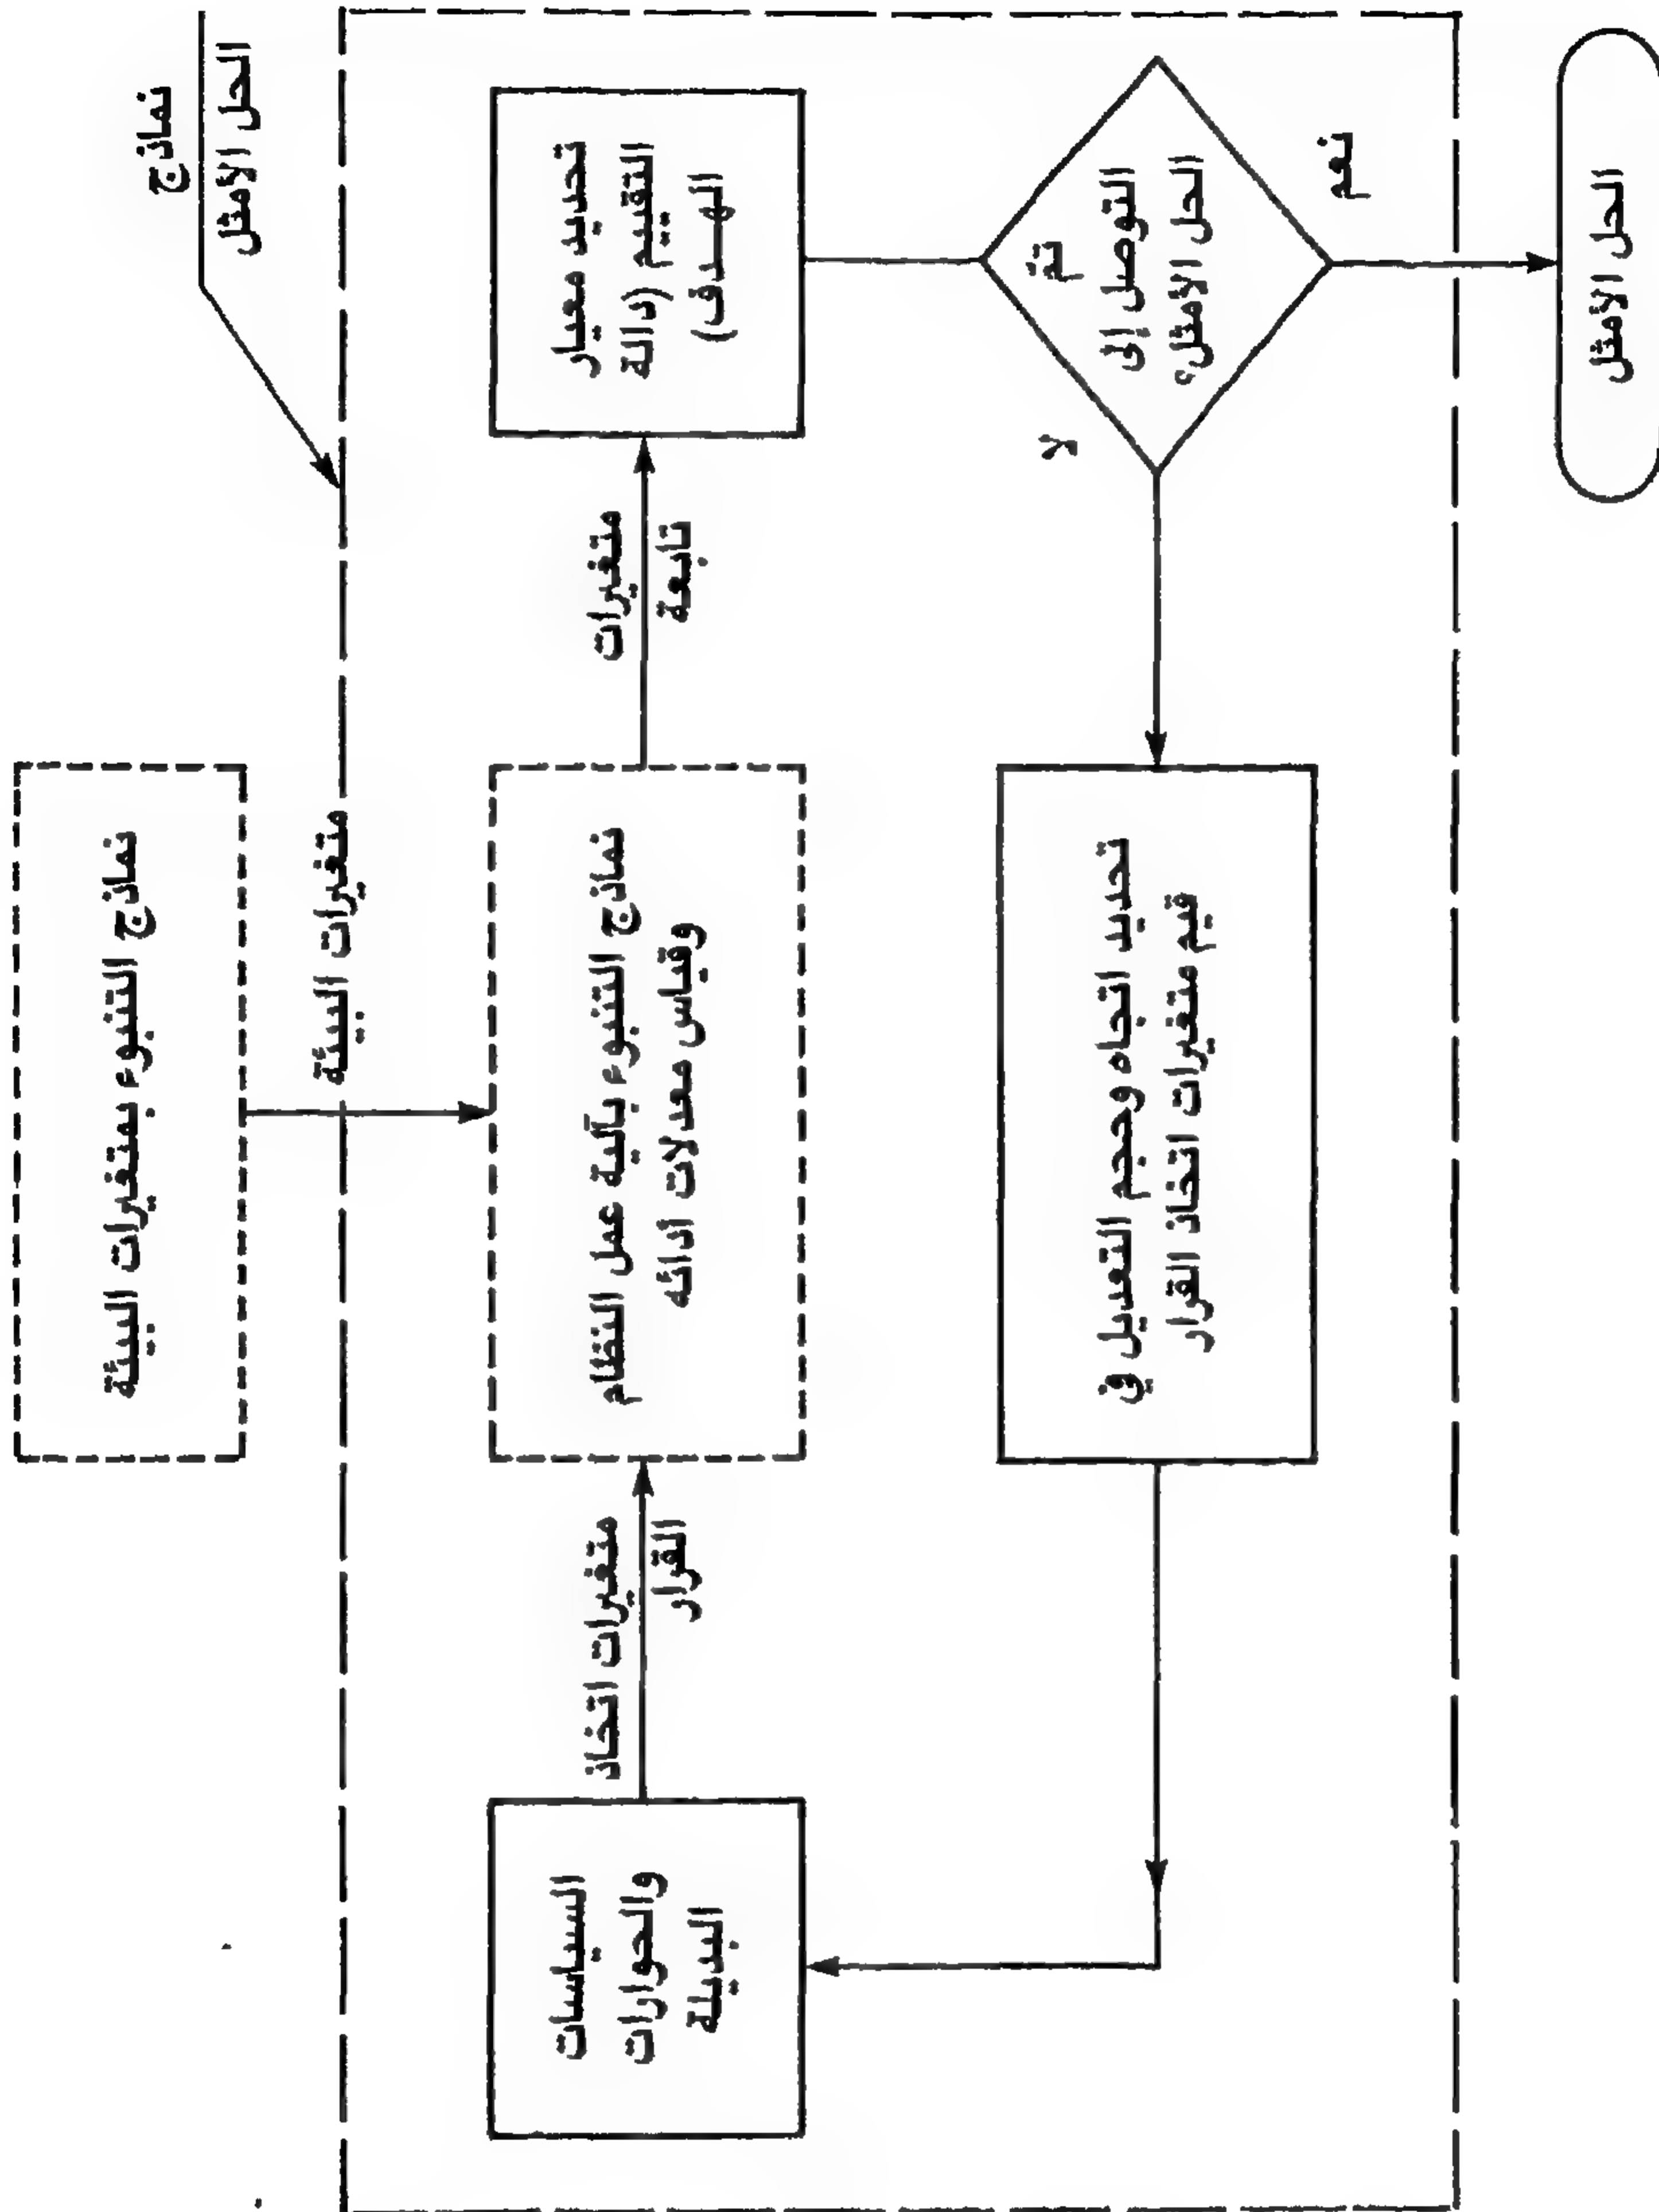 نماذج التنبوء بمتغيرات البيئة
نماذج
الحل الأمثل
متغيرات البيئة
تحديد معيار
التقييم (دالة
الهـدف)
متغيرات
تابعة
نماذج التنبوء بآلية عمل النظام
وقياس معدلات أدائه
متغيرات اتخاذ
القرار
السياسات
والحوارات
البديلة
تم
التوصل إلى
الحل الأمثل؟
لا
نعم
تحديد اتجاه وحجم التعديل في
قيم متغيرات اتخاذ القرار
الحل الأمثل